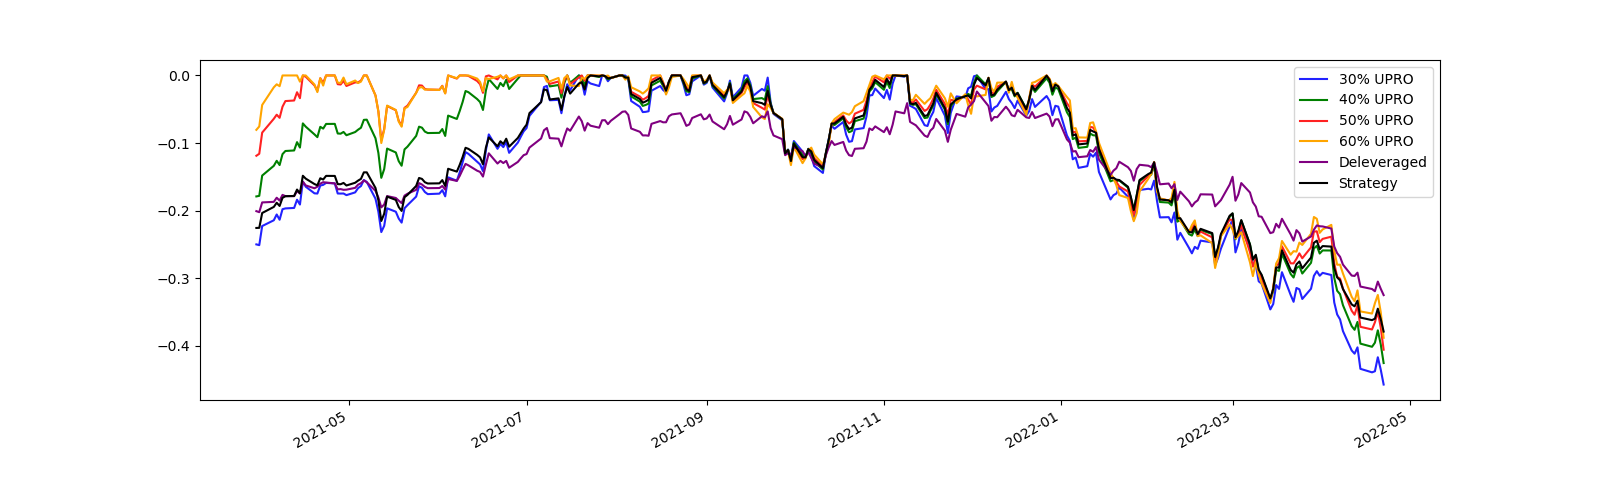 0.0
−0.1
−0.2
−0.3
−0.4
2021-05
2021-07
2021-09
2021-11
2022-01
2022-03
2022-05
30% UPRO
40% UPRO
50% UPRO
60% UPRO
Deleveraged
Strategy